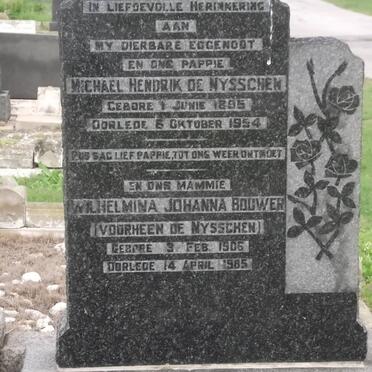 IN LIEFDEVOLLE HERINNERING
AAN
MY DIERBARE EGGENOOT
EN ONS PAPPIE
MICHAEL HENDRIK DE NYSSCHEN
GEBORE 1 JUNIE 1895
OORLEDE 6 OKTOBER 1954
RUS SAG LIEF PAPPIE, TOT ONS WEER ONTMOET
EN ONS MAMMIE
WILHELMINA JOHANNA BOUWER
(VOORHEEN DE NYSSCHEN)
GEBORE 9 FEB. 1906
OORLEDE 14 APRIL 1985